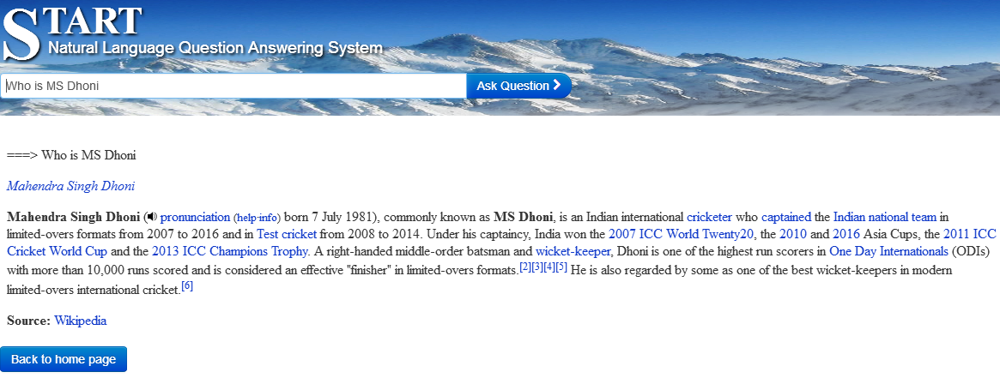 START
Natural Language Question Answering System
Who is MS Dhoni
Ask Question
===> Who is MS Dhoni
Mahendra Singh Dhoni
Mahendra Singh Dhoni ( pronunciation (help·info) born 7 July 1981), commonly known as MS Dhoni, is an Indian international cricketer who captained the Indian national team in
limited-overs formats from 2007 to 2016 and in Test cricket from 2008 to 2014. Under his captaincy, India won the 2007 ICC World Twenty20, the 2010 and 2016 Asia Cups, the 2011 ICC
Cricket World Cup and the 2013 ICC Champions Trophy. A right-handed middle-order batsman and wicket-keeper, Dhoni is one of the highest run scorers in One Day Internationals (ODIs)
with more than 10,000 runs scored and is considered an effective "finisher" in limited-overs formats.[2][3][4][5] He is also regarded by some as one of the best wicket-keepers in modern
limited-overs international cricket.[6]
Source: Wikipedia
Back to home page